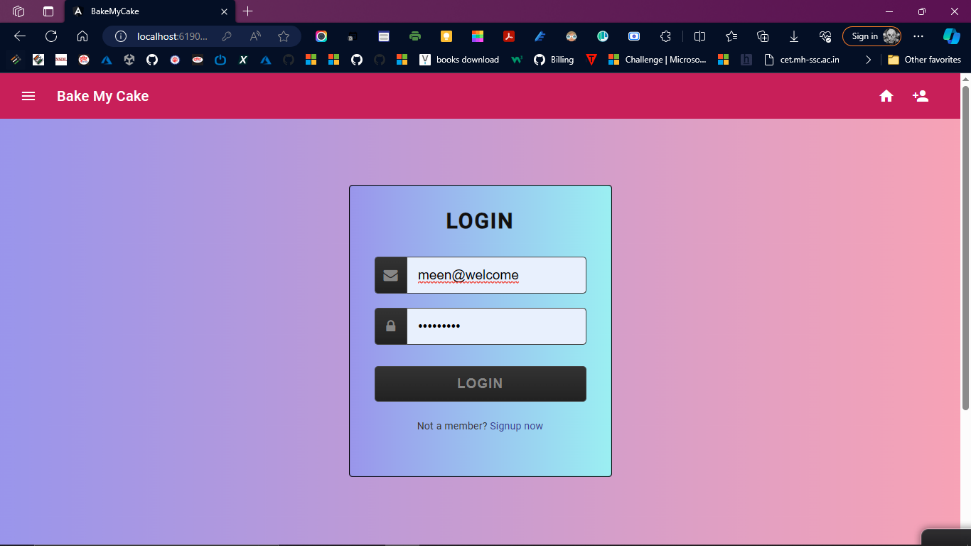 BakeMyCake
localhost:6190...
Sign in
books download
Billing
Challenge | Microso...
cet.mh-ssc.ac.in
Other favorites
Bake My Cake
LOGIN
meen@welcome
•••••••••
LOGIN
Not a member? Signup now